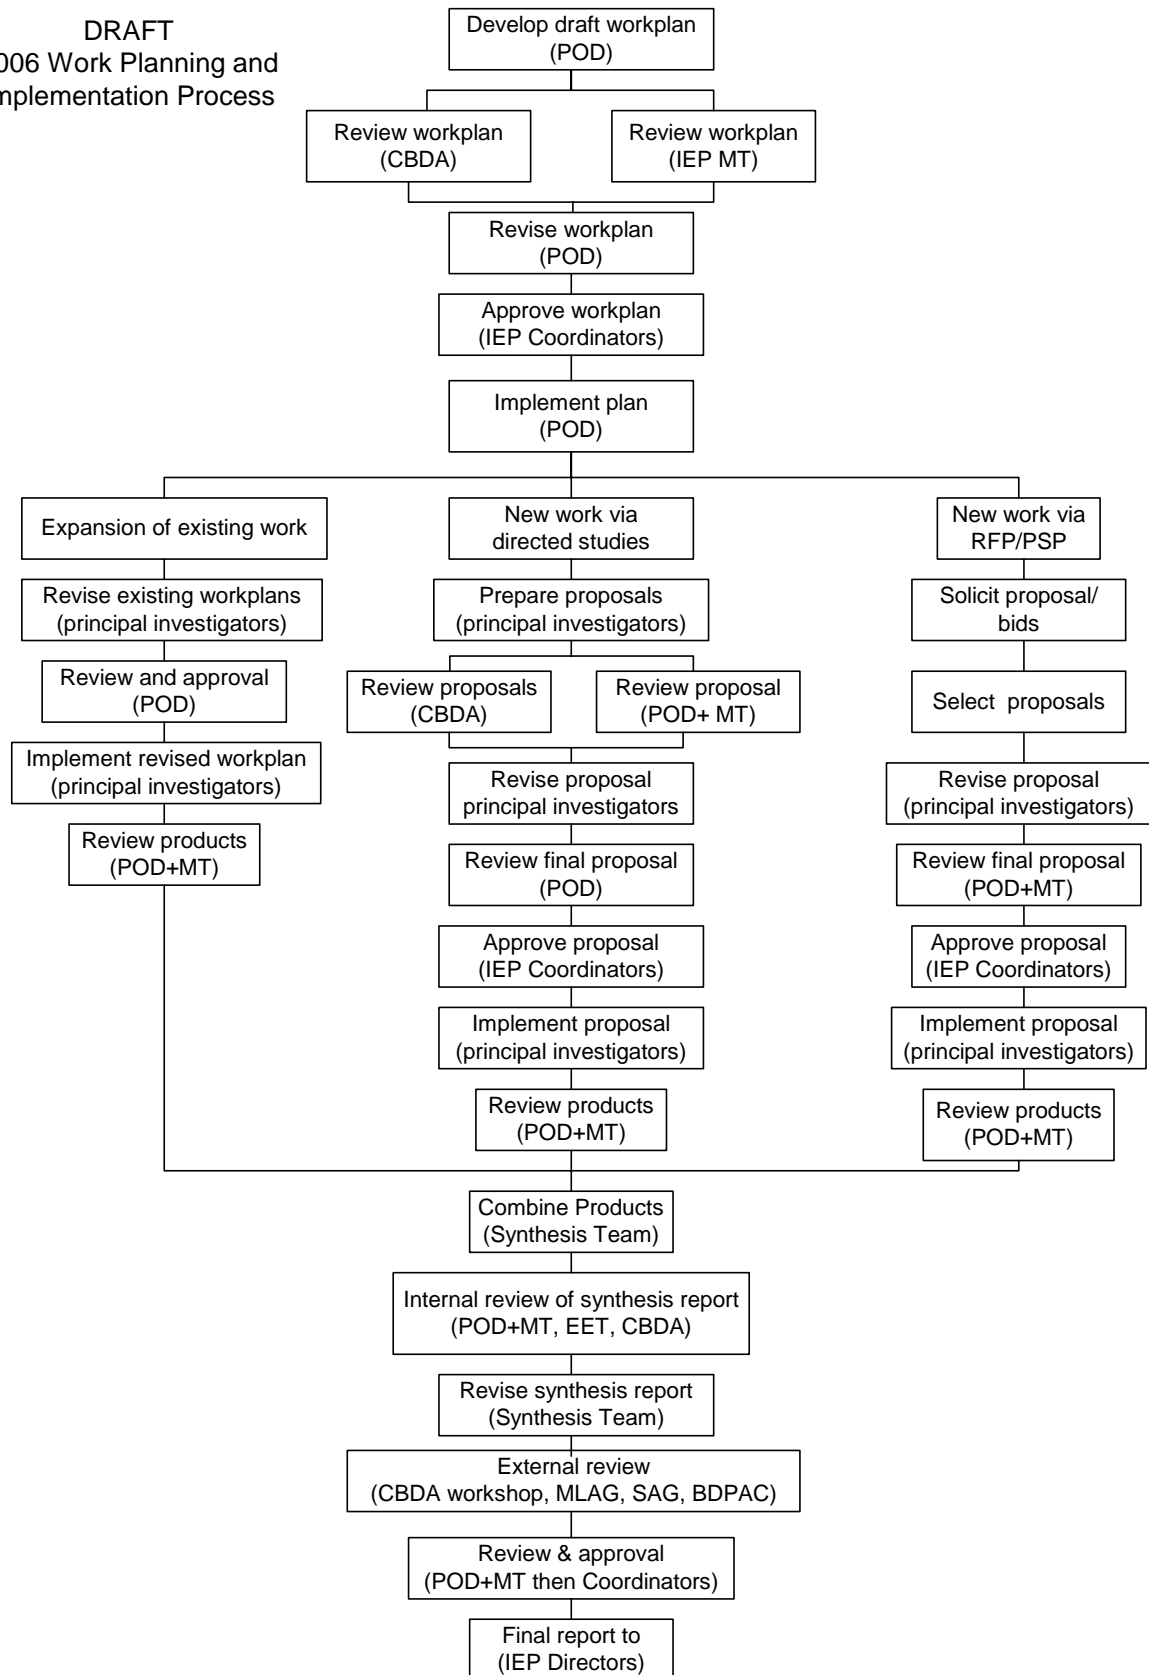 DRAFT
006 Work Planning and
mplementation Process
Develop draft workplan
(POD)
Review workplan
(CBDA)
Review workplan
(IEP MT)
Revise workplan
(POD)
Approve workplan
(IEP Coordinators)
Implement plan
(POD)
Expansion of existing work
New work via
directed studies
New work via
RFP/PSP
Revise existing workplans
(principal investigators)
Prepare proposals
(principal investigators)
Solicit proposal/
bids
Review and approval
(POD)
Review proposals
(CBDA)
Review proposal
(POD+ MT)
Select proposals
Implement revised workplan
(principal investigators)
Revise proposal
principal investigators
Revise proposal
(principal investigators)
Review products
(POD+MT)
Review final proposal
(POD)
Review final proposal
(POD+MT)
Approve proposal
(IEP Coordinators)
Approve proposal
(IEP Coordinators)
Implement proposal
(principal investigators)
Implement proposal
(principal investigators)
Review products
(POD+MT)
Review products
(POD+MT)
Combine Products
(Synthesis Team)
Internal review of synthesis report
(POD+MT, EET, CBDA)
Revise synthesis report
(Synthesis Team)
External review
(CBDA workshop, MLAG, SAG, BDPAC)
Review & approval
(POD+MT then Coordinators)
Final report to
(IEP Directors)